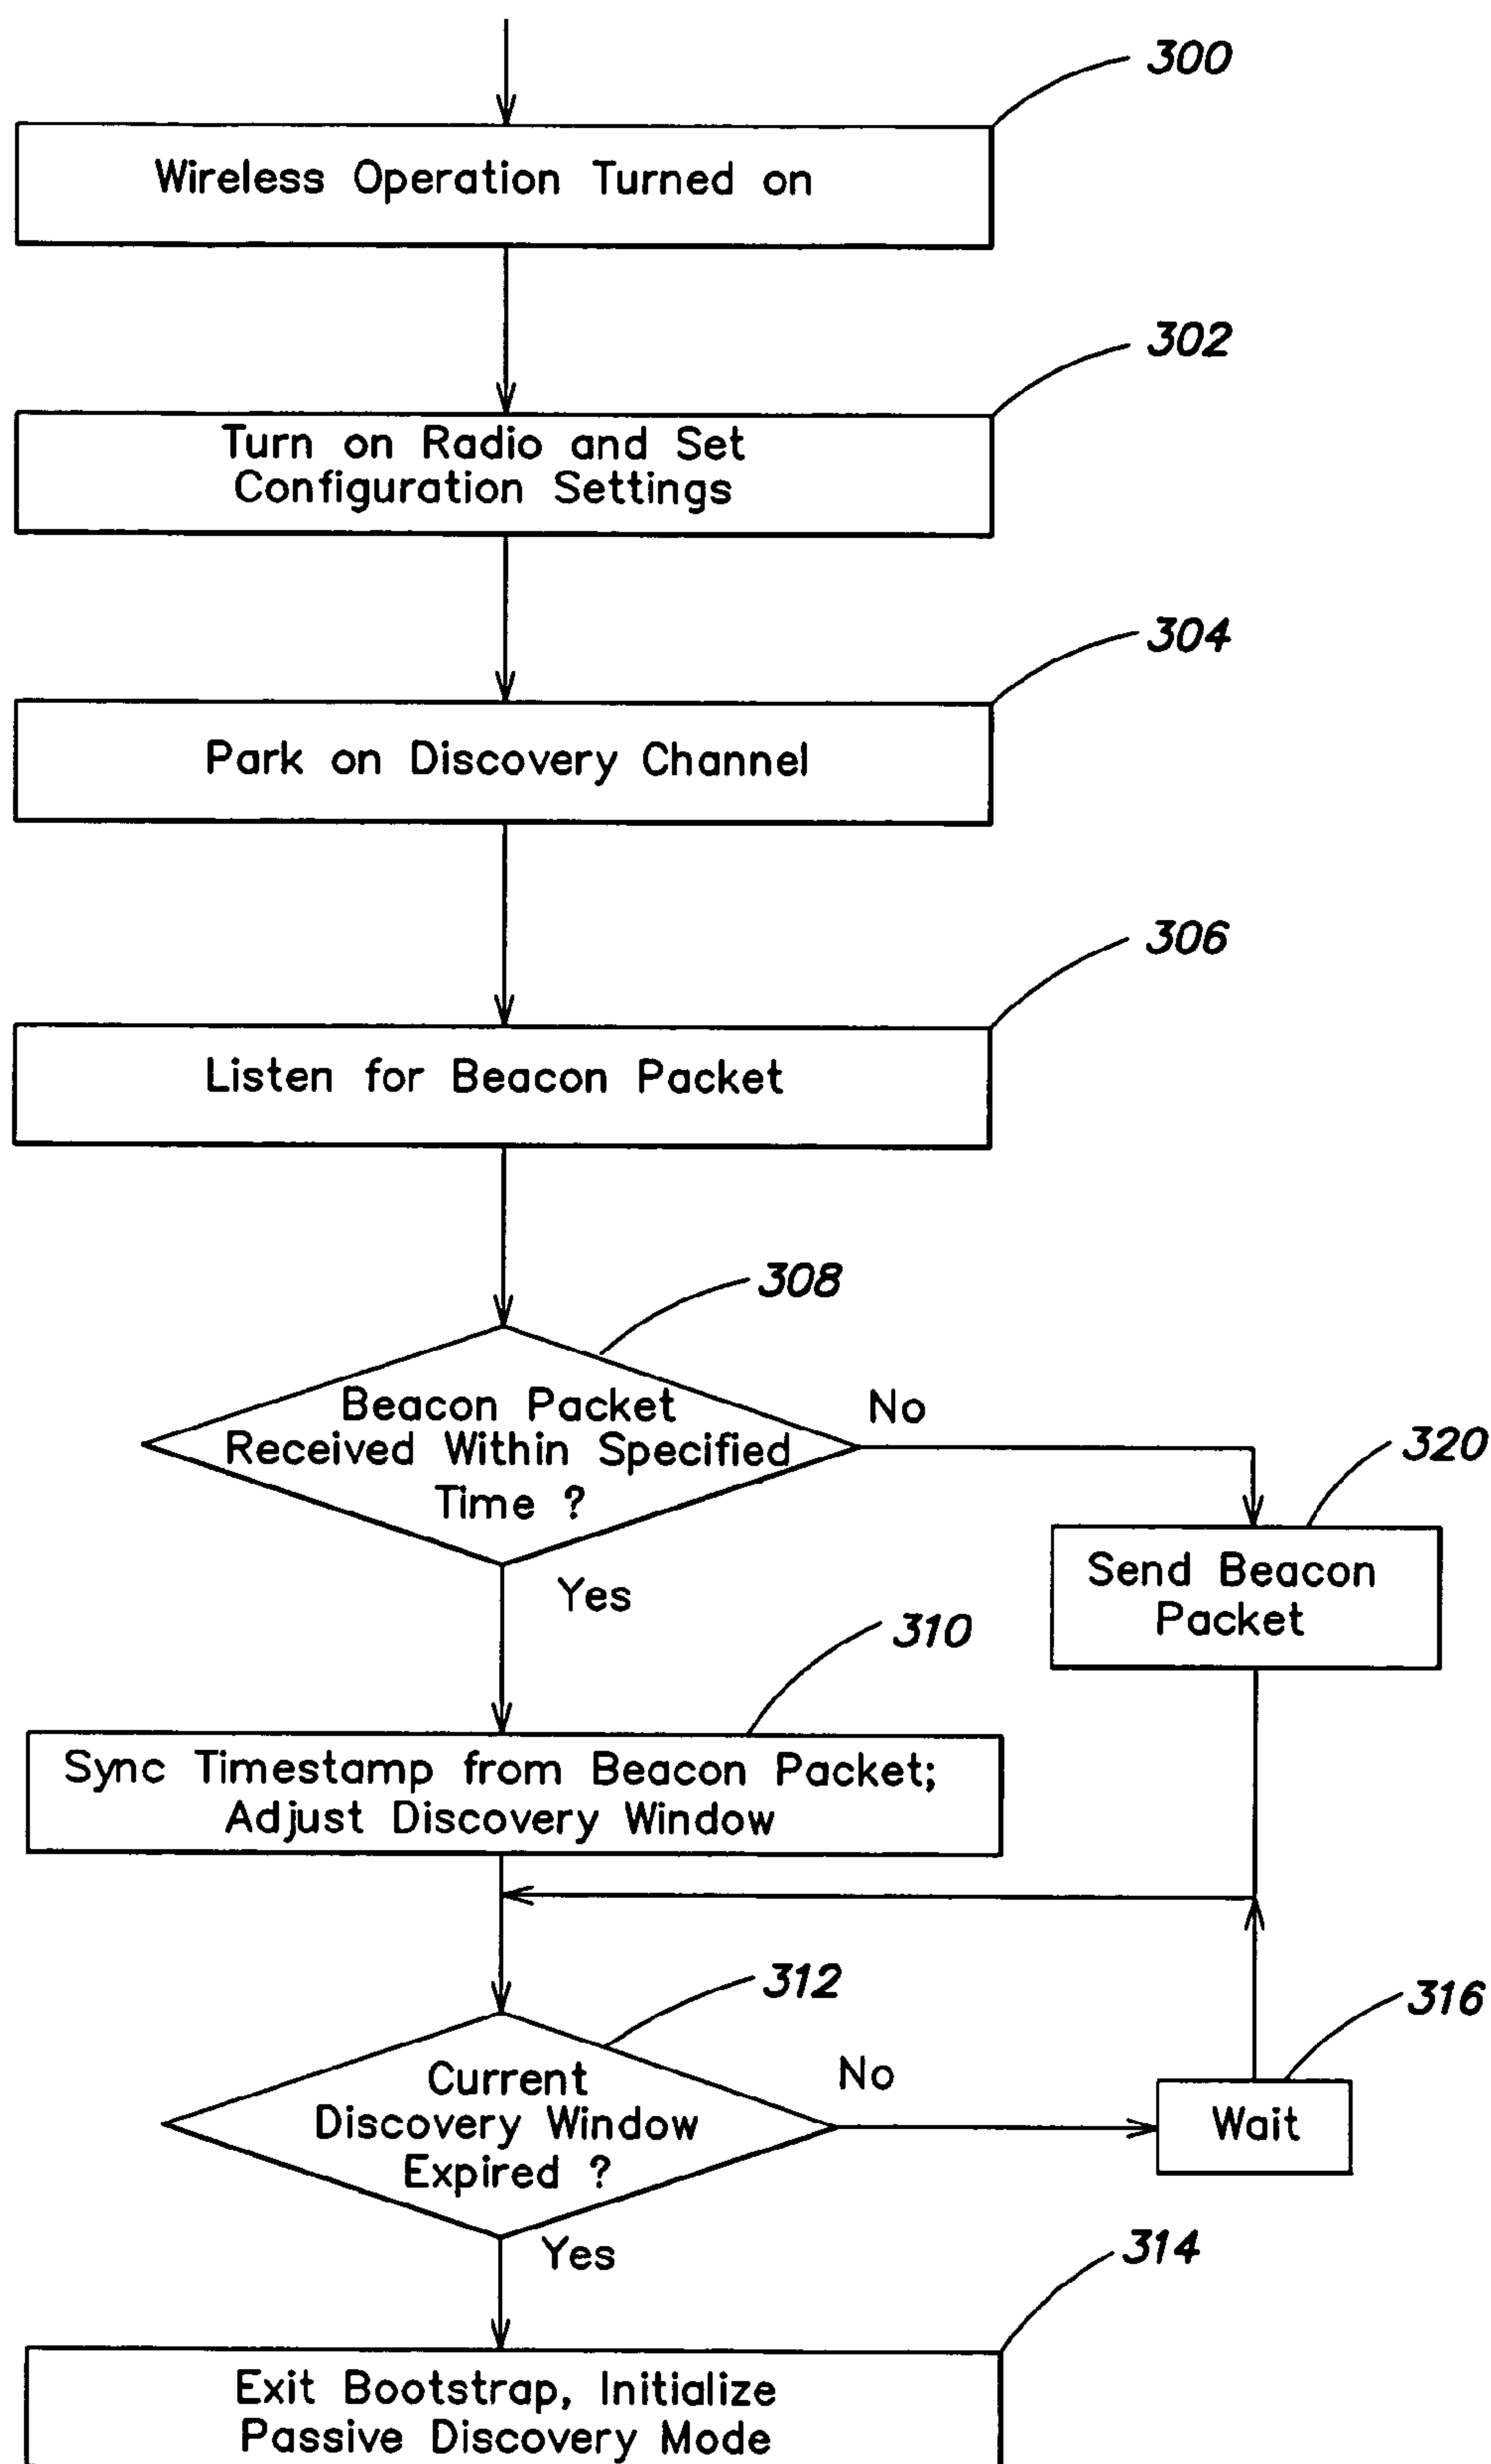 300
Wireless Operation Turned on
302
Turn on Radio and Set
Configuration Settings
304
Park on Discovery Channel
306
Listen for Beacon Packet
308
Beacon Packet
Received Within Specified
Time ?
No
320
Send Beacon
Packet
Yes
310
Sync Timestamp from Beacon Packet;
Adjust Discovery Window
312
Current
Discovery Window
Expired ?
No
316
Wait
Yes
314
Exit Bootstrap, Initialize
Passive Discovery Mode